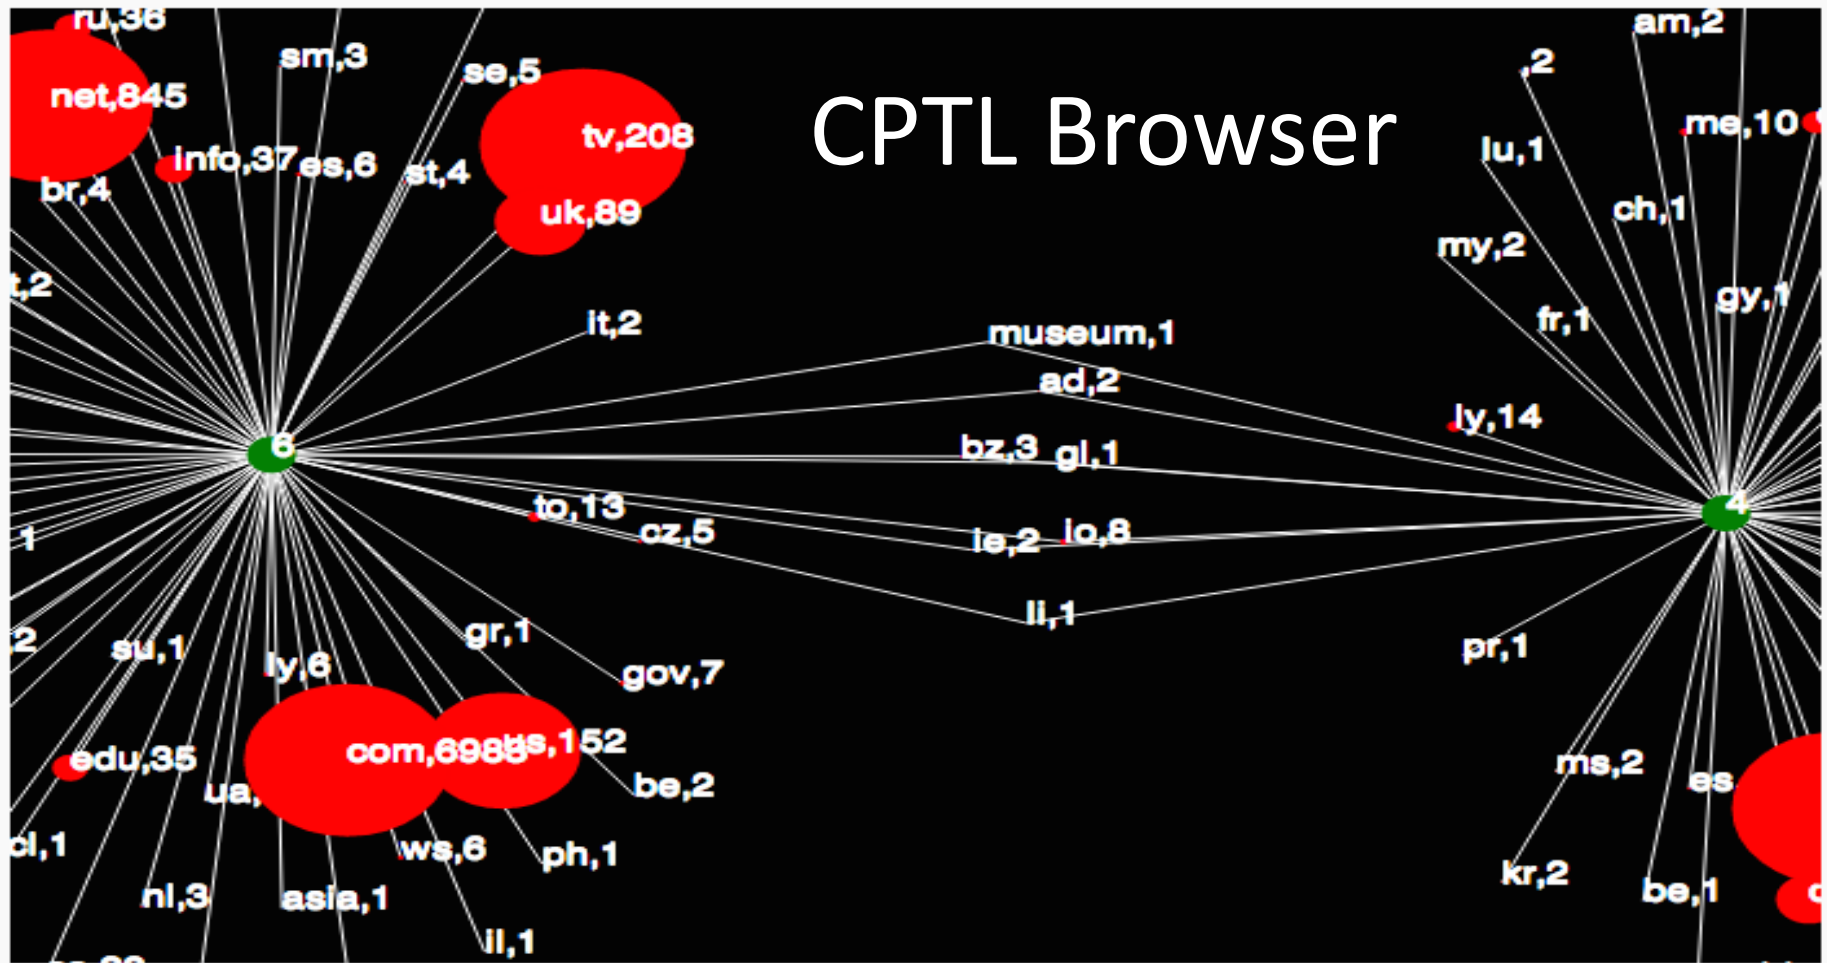 ru,36
am,2
sm,3
,2
se,5
net,845
CPTL Browser
me,10
tv,208
lu,1
info,37
es,6
st,4
br,4
uk,89
ch,1
my,2
t,2
gy,1
it,2
fr,1
museum,1
ad,2
ly,14
6
bz,3
gl,1
4
to,13
cz,5
io,8
ie,2
1
li,1
gr,1
,2
su,1
pr,1
ly,6
gov,7
us,152
com,6988
edu,35
ms,2
es
be,2
ua,
cl,1
ws,6
ph,1
kr,2
be,1
nl,3
asia,1
il,1